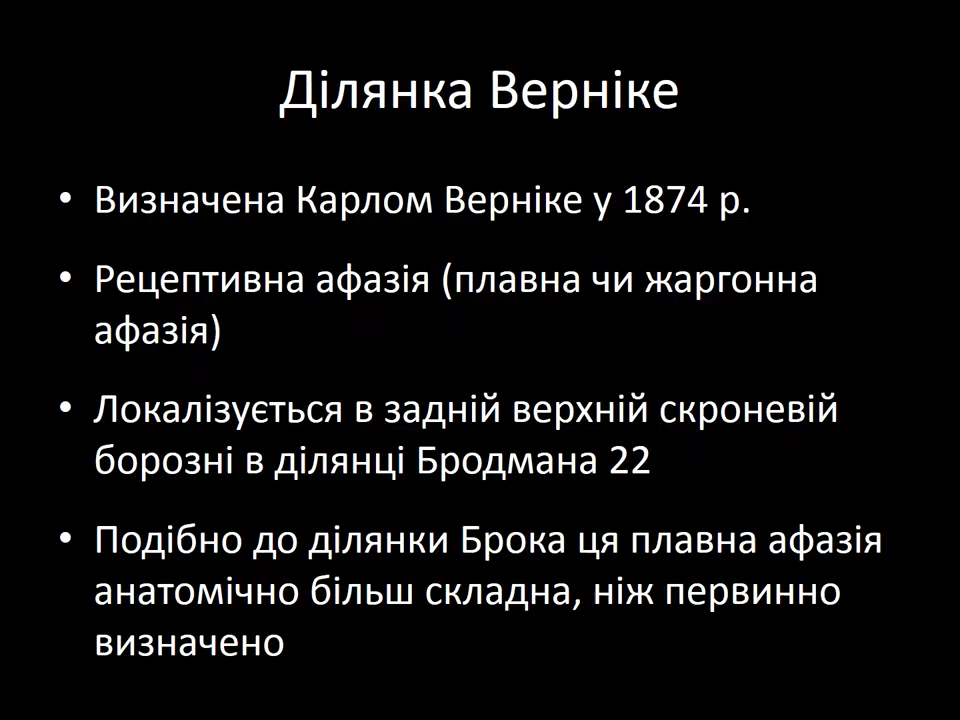 Ділянка Верніке
• Визначена Карлом Верніке у 1874 р.
• Рецептивна афазія (плавна чи жаргонна
афазія)
• Локалізується в задній верхній скроневій
борозні в ділянці Бродмана 22
• Подібно до ділянки Брока ця плавна афазія
анатомічно більш складна, ніж первинно
визначено